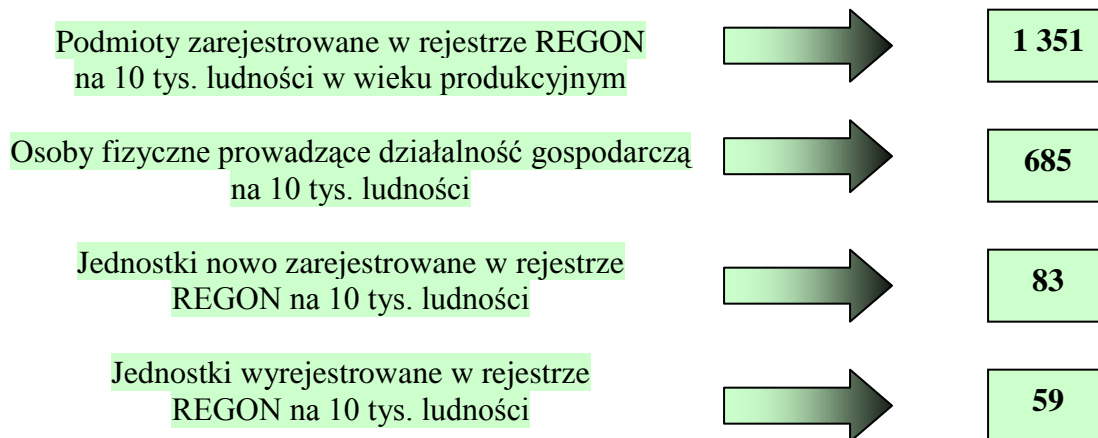 Podmioty zarejestrowane w rejestrze REGON
na 10 tys. ludności w wieku produkcyjnym
1 351
Osoby fizyczne prowadzące działalność gospodarczą
na 10 tys. ludności
685
Jednostki nowo zarejestrowane w rejestrze
REGON na 10 tys. ludności
83
Jednostki wyrejestrowane w rejestrze
REGON na 10 tys. ludności
59